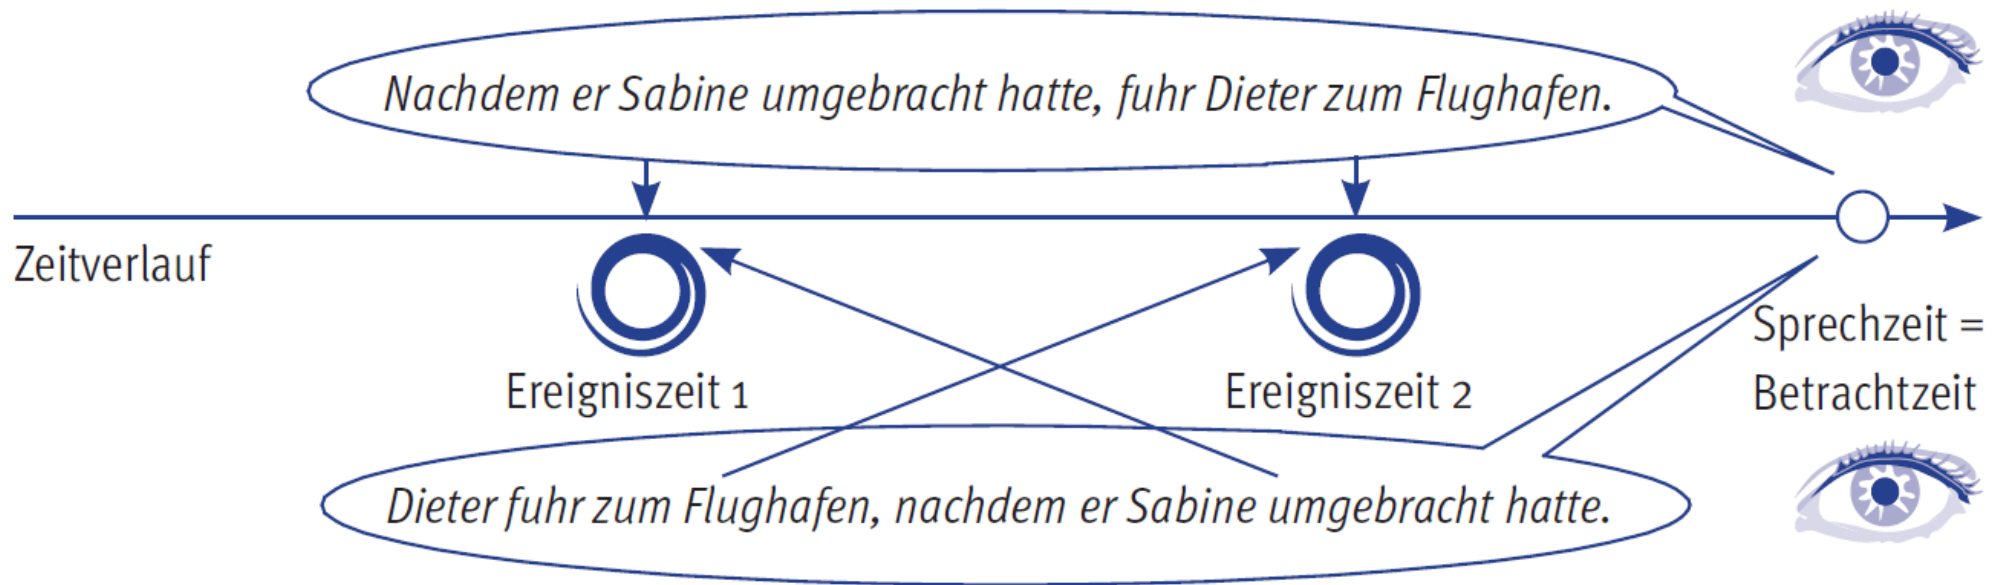 Nachdem er Sabine umgebracht hatte, fuhr Dieter zum Flughafen.
Zeitverlauf
Ereigniszeit 1
Ereigniszeit 2
Sprechzeit =
Betrachtzeit
Dieter fuhr zum Flughafen, nachdem er Sabine umgebracht hatte.